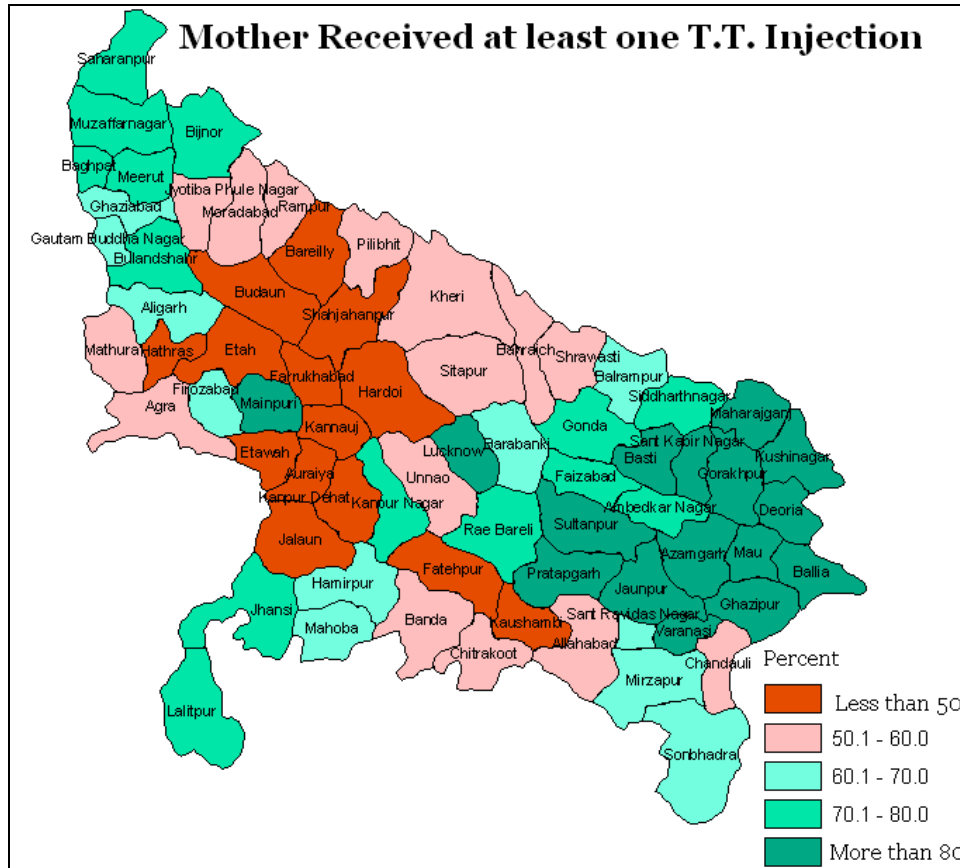 Mother Received at least one T.T. Injection
Saharanpur
Muzaffarnagar
Bijnor
Baghpat
Meerut
Jyotiba Phule Nagar
Ghaziabad
Moradabad
Rampur
Gautam Buddha Nagar
Bullandshahr
Bareilly
Pilibhit
Budaun
Kheri
Aligarh
Shahjahanpur
Mathura
Hathras
Etah
Bahraich
Shrawasti
Sitapur
Farrukhabad
Balrampur
Firozabad
Hardoi
Siddharthnagar
Agra
Mainpuri
Maharajganj
Kannauj
Gonda
Sant Kabir Nagar
Etawah
Lucknow
Barabanki
Basti
Kushinagar
Auraiya
Unnao
Faizabad
Gorakhpur
Kanpur Dehat
Kanpur Nagar
Ambedkar Nagar
Deoria
Rae Bareli
Sultanpur
Jalaun
Azamgarh
Mau
Ballia
Fatehpur
Pratapgarh
Hamirpur
Jaunpur
Ghazipur
Jhansi
Kaushambi
Sant Ravidas Nagar
Mahoba
Banda
Varanasi
Allahabad
Chitrakoot
Chandauli
Mirzapur
Lalitpur
Sonbhadra
Percent
Less than 50
50.1 - 60.0
60.1 - 70.0
70.1 - 80.0
More than 80